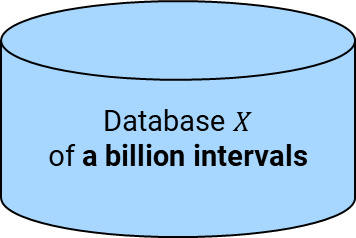 Database X
of a billion intervals